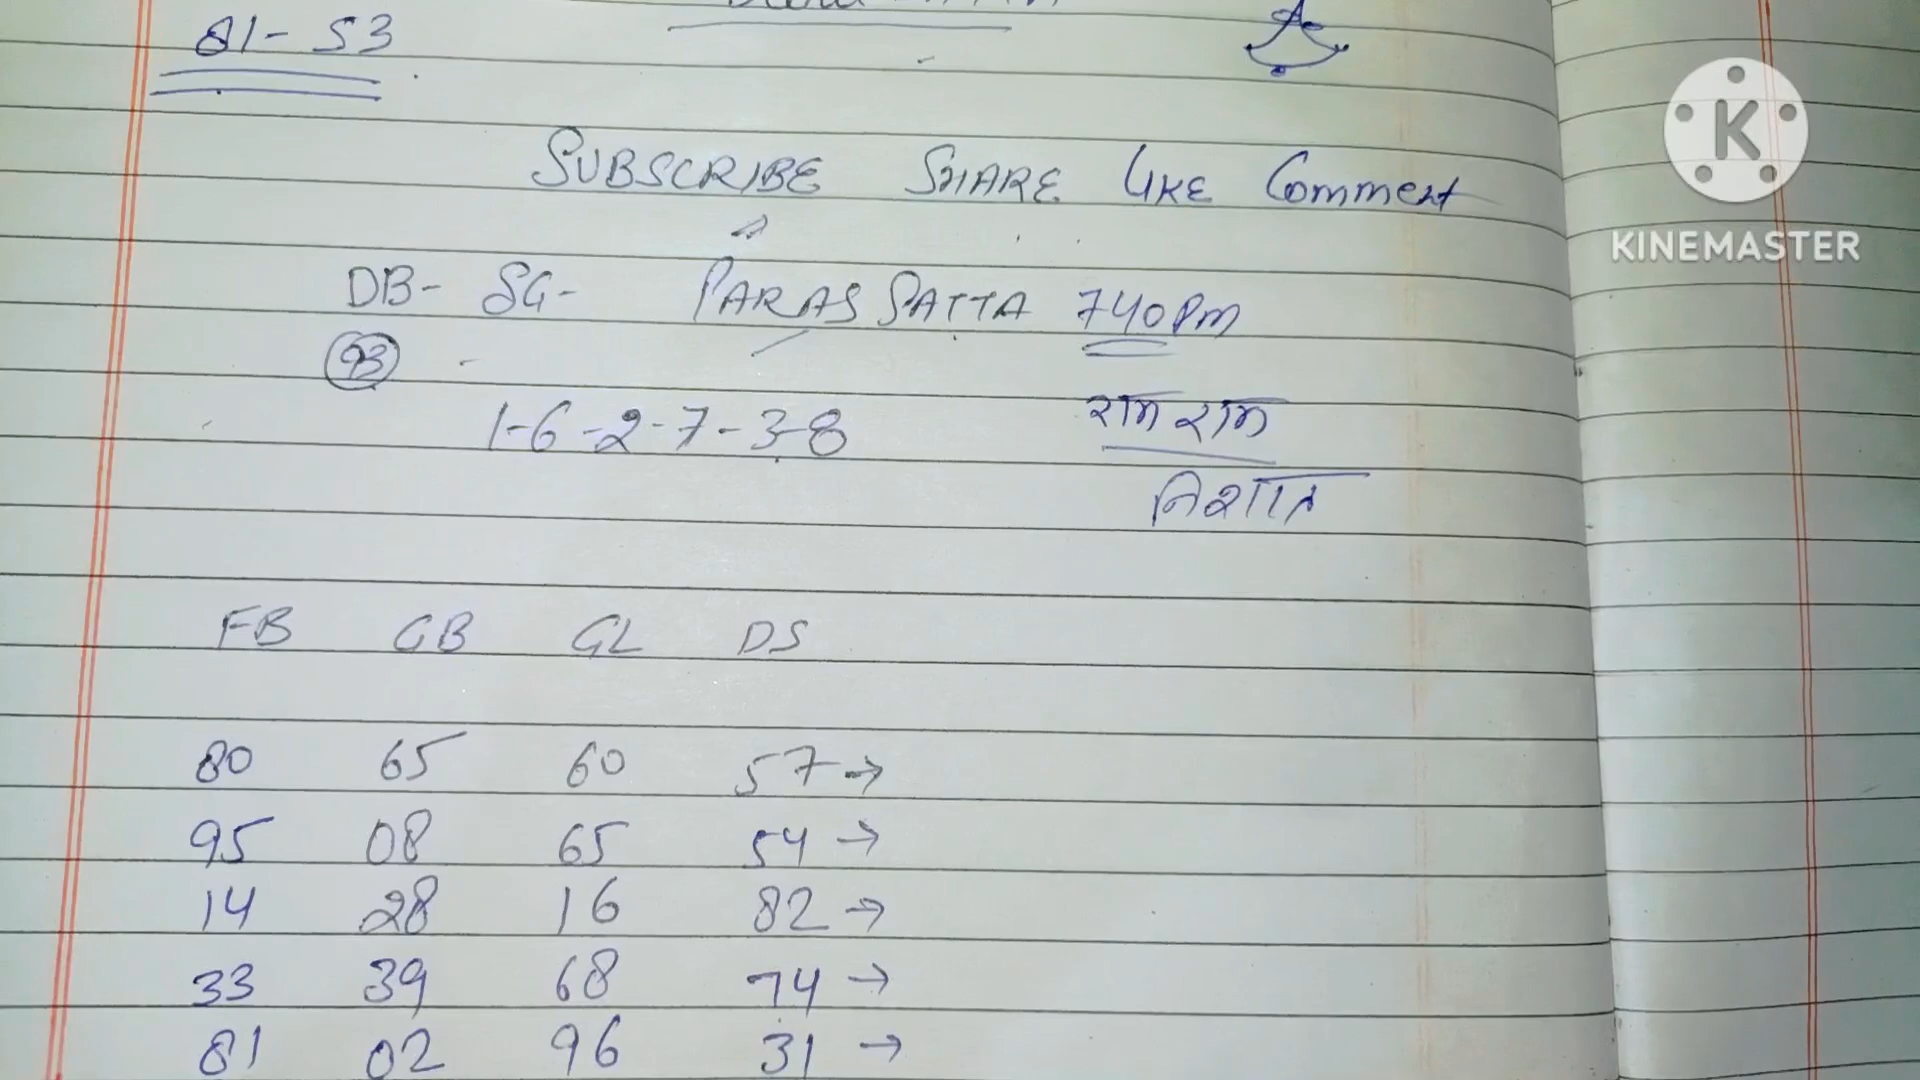 81- 53
SUBSCRIBE SHARE LIKE Comment
KINEMASTER
DB- SG- PARAS SATTA 740PM
93
1-6-2-7-3-8 राम राम
FB GB GL DS
80 65 60 57→
95 08 65 54→
14 28 16 82→
33 39 68 74→
81 02 96 31→